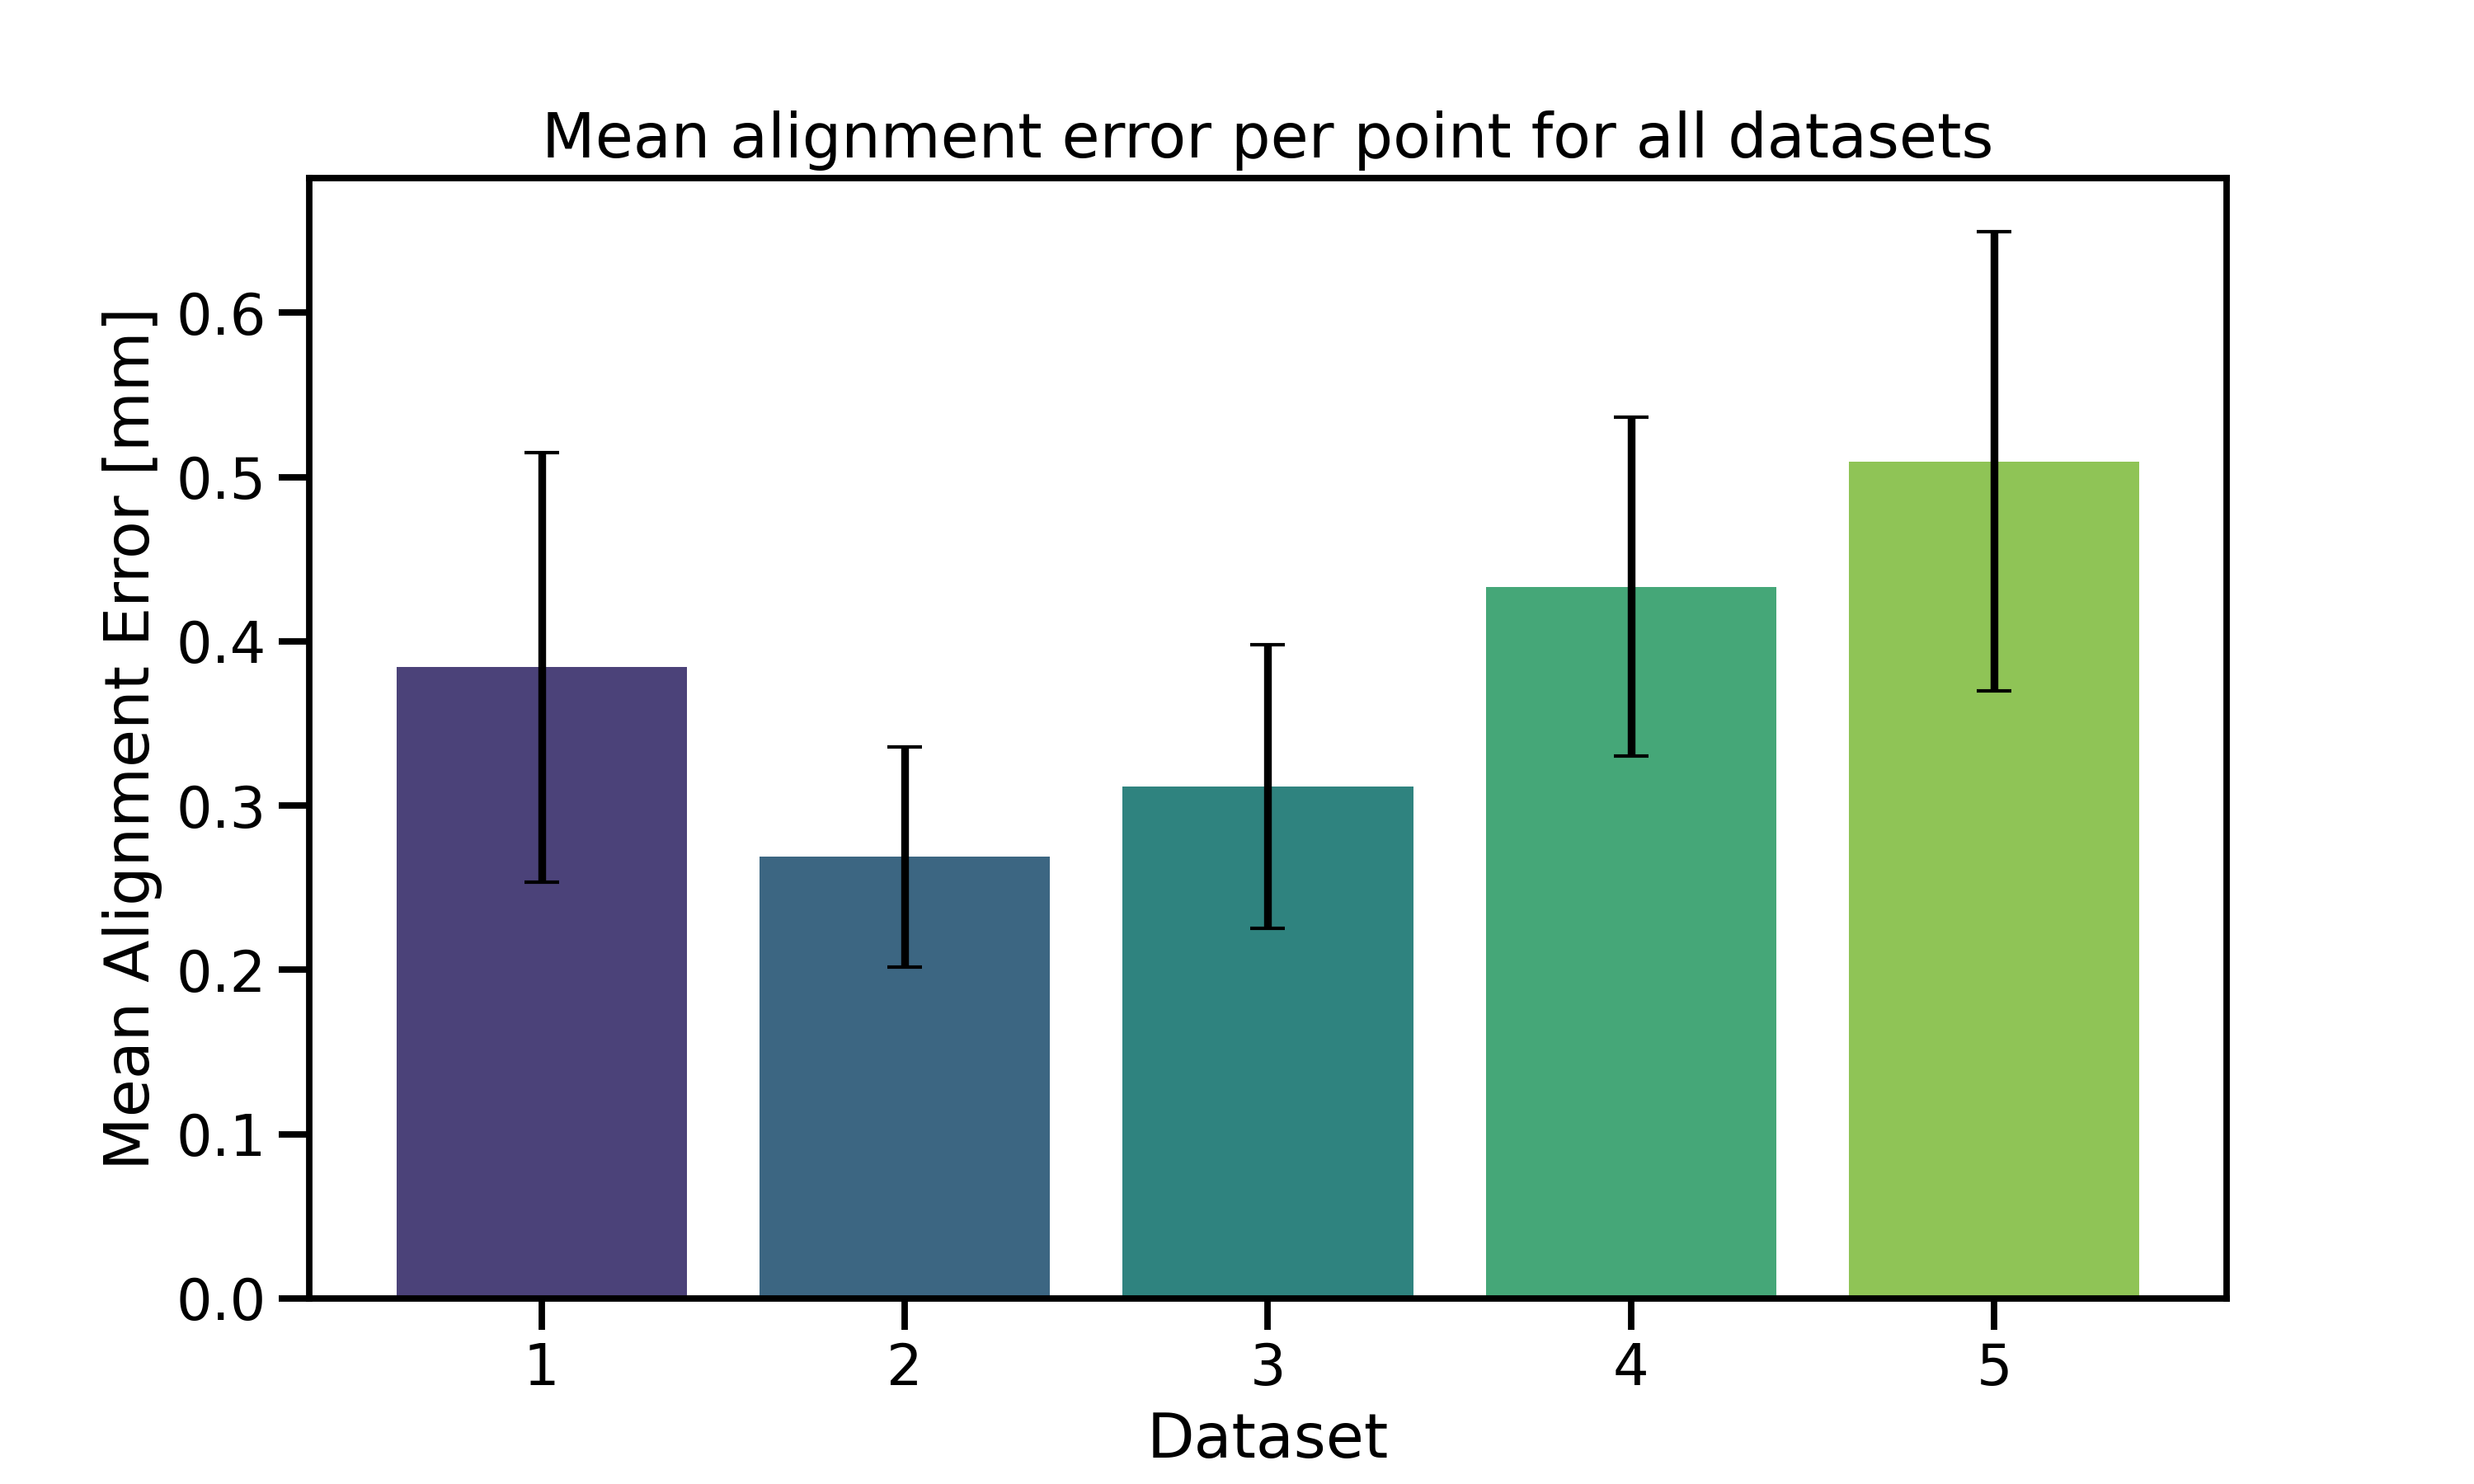 Mean alignment error per point for all datasets
Mean Alignment Error [mm]
0.6
0.5
0.4
0.3
0.2
0.1
0.0
1 2 3 4 5
Dataset